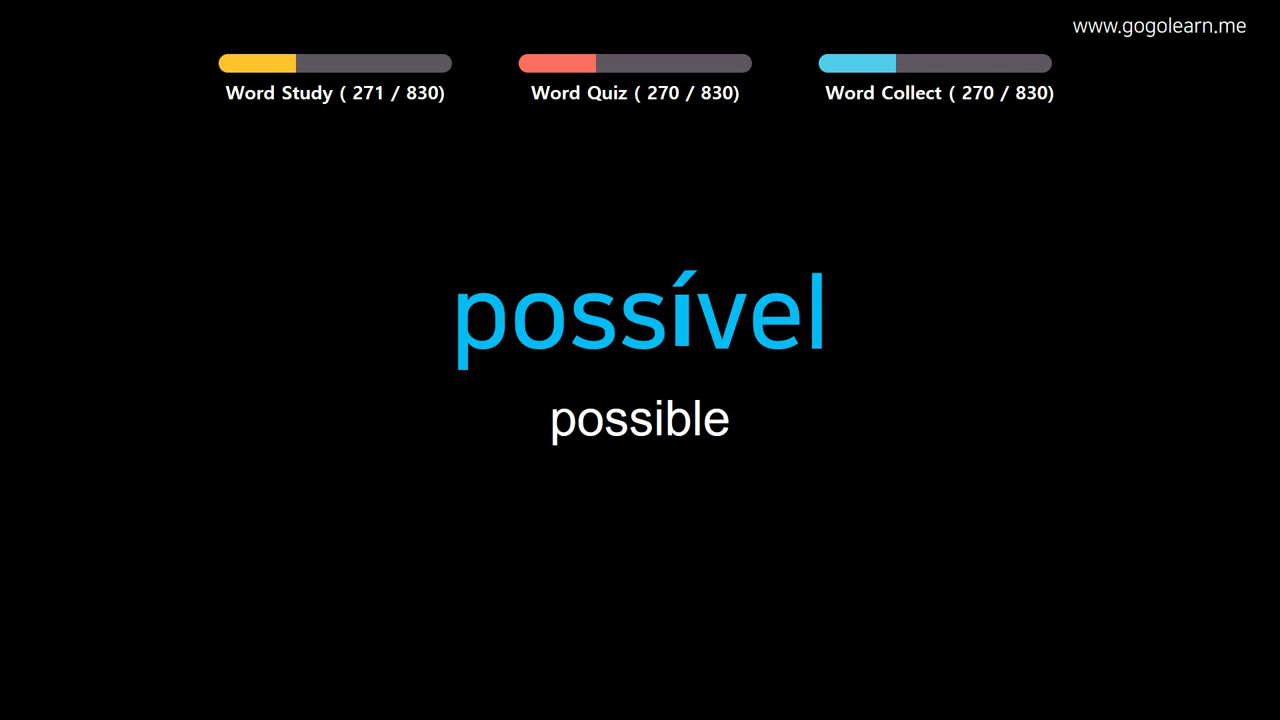 www.gogolearn.me
Word Study ( 271 / 830)
Word Quiz ( 270 / 830)
Word Collect ( 270 / 830)
possível
possible